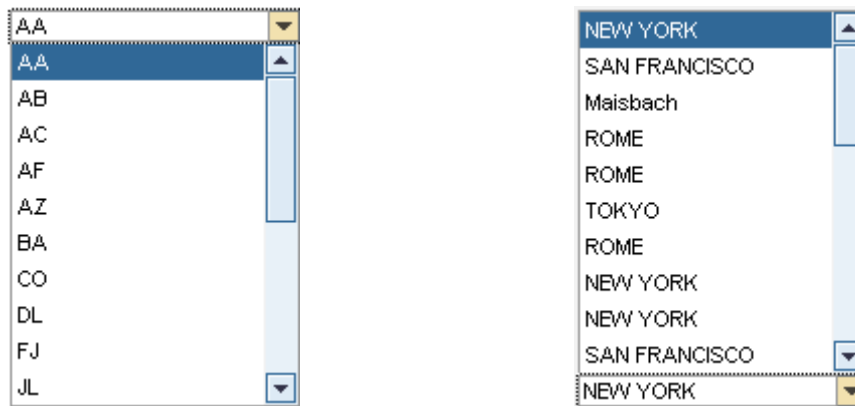 AA
AA
AB
AC
AF
AZ
BA
CO
DL
FJ
JL
NEW YORK
SAN FRANCISCO
Maisbach
ROME
ROME
TOKYO
ROME
NEW YORK
NEW YORK
SAN FRANCISCO
NEW YORK